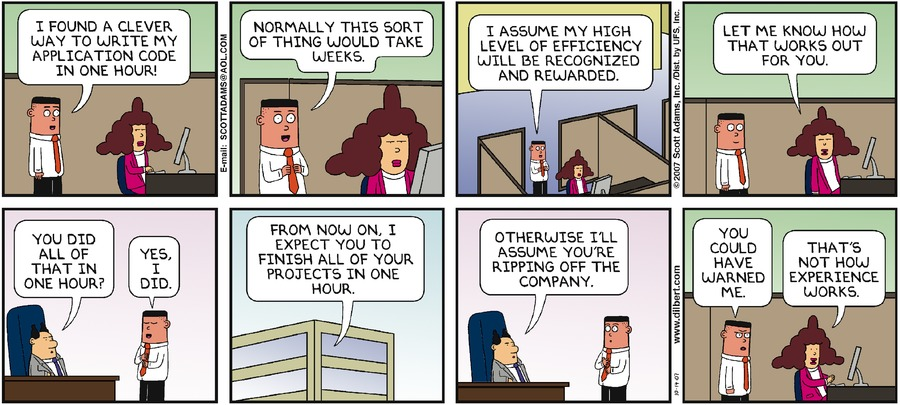 I FOUND A CLEVER
WAY TO WRITE MY
APPLICATION CODE
IN ONE HOUR!
E-mail: SCOTTADAMS@AOL.COM
NORMALLY THIS SORT
OF THING WOULD TAKE
WEEKS.
I ASSUME MY HIGH
LEVEL OF EFFICIENCY
WILL BE RECOGNIZED
AND REWARDED.
© 2007 Scott Adams, Inc./Dist. by UFS, Inc.
LET ME KNOW HOW
THAT WORKS OUT
FOR YOU.
YOU DID
ALL OF
THAT IN
ONE HOUR?
YES,
I
DID.
FROM NOW ON, I
EXPECT YOU TO
FINISH ALL OF YOUR
PROJECTS IN ONE
HOUR.
OTHERWISE I'LL
ASSUME YOU'RE
RIPPING OFF THE
COMPANY.
www.dilbert.com
10-14-07
YOU
COULD
HAVE
WARNED
ME.
THAT'S
NOT HOW
EXPERIENCE
WORKS.